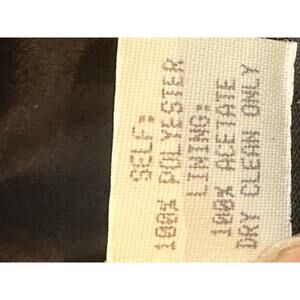 SELF:
100% POLYESTER
LINING:
100% ACETATE
DRY CLEAN ONLY